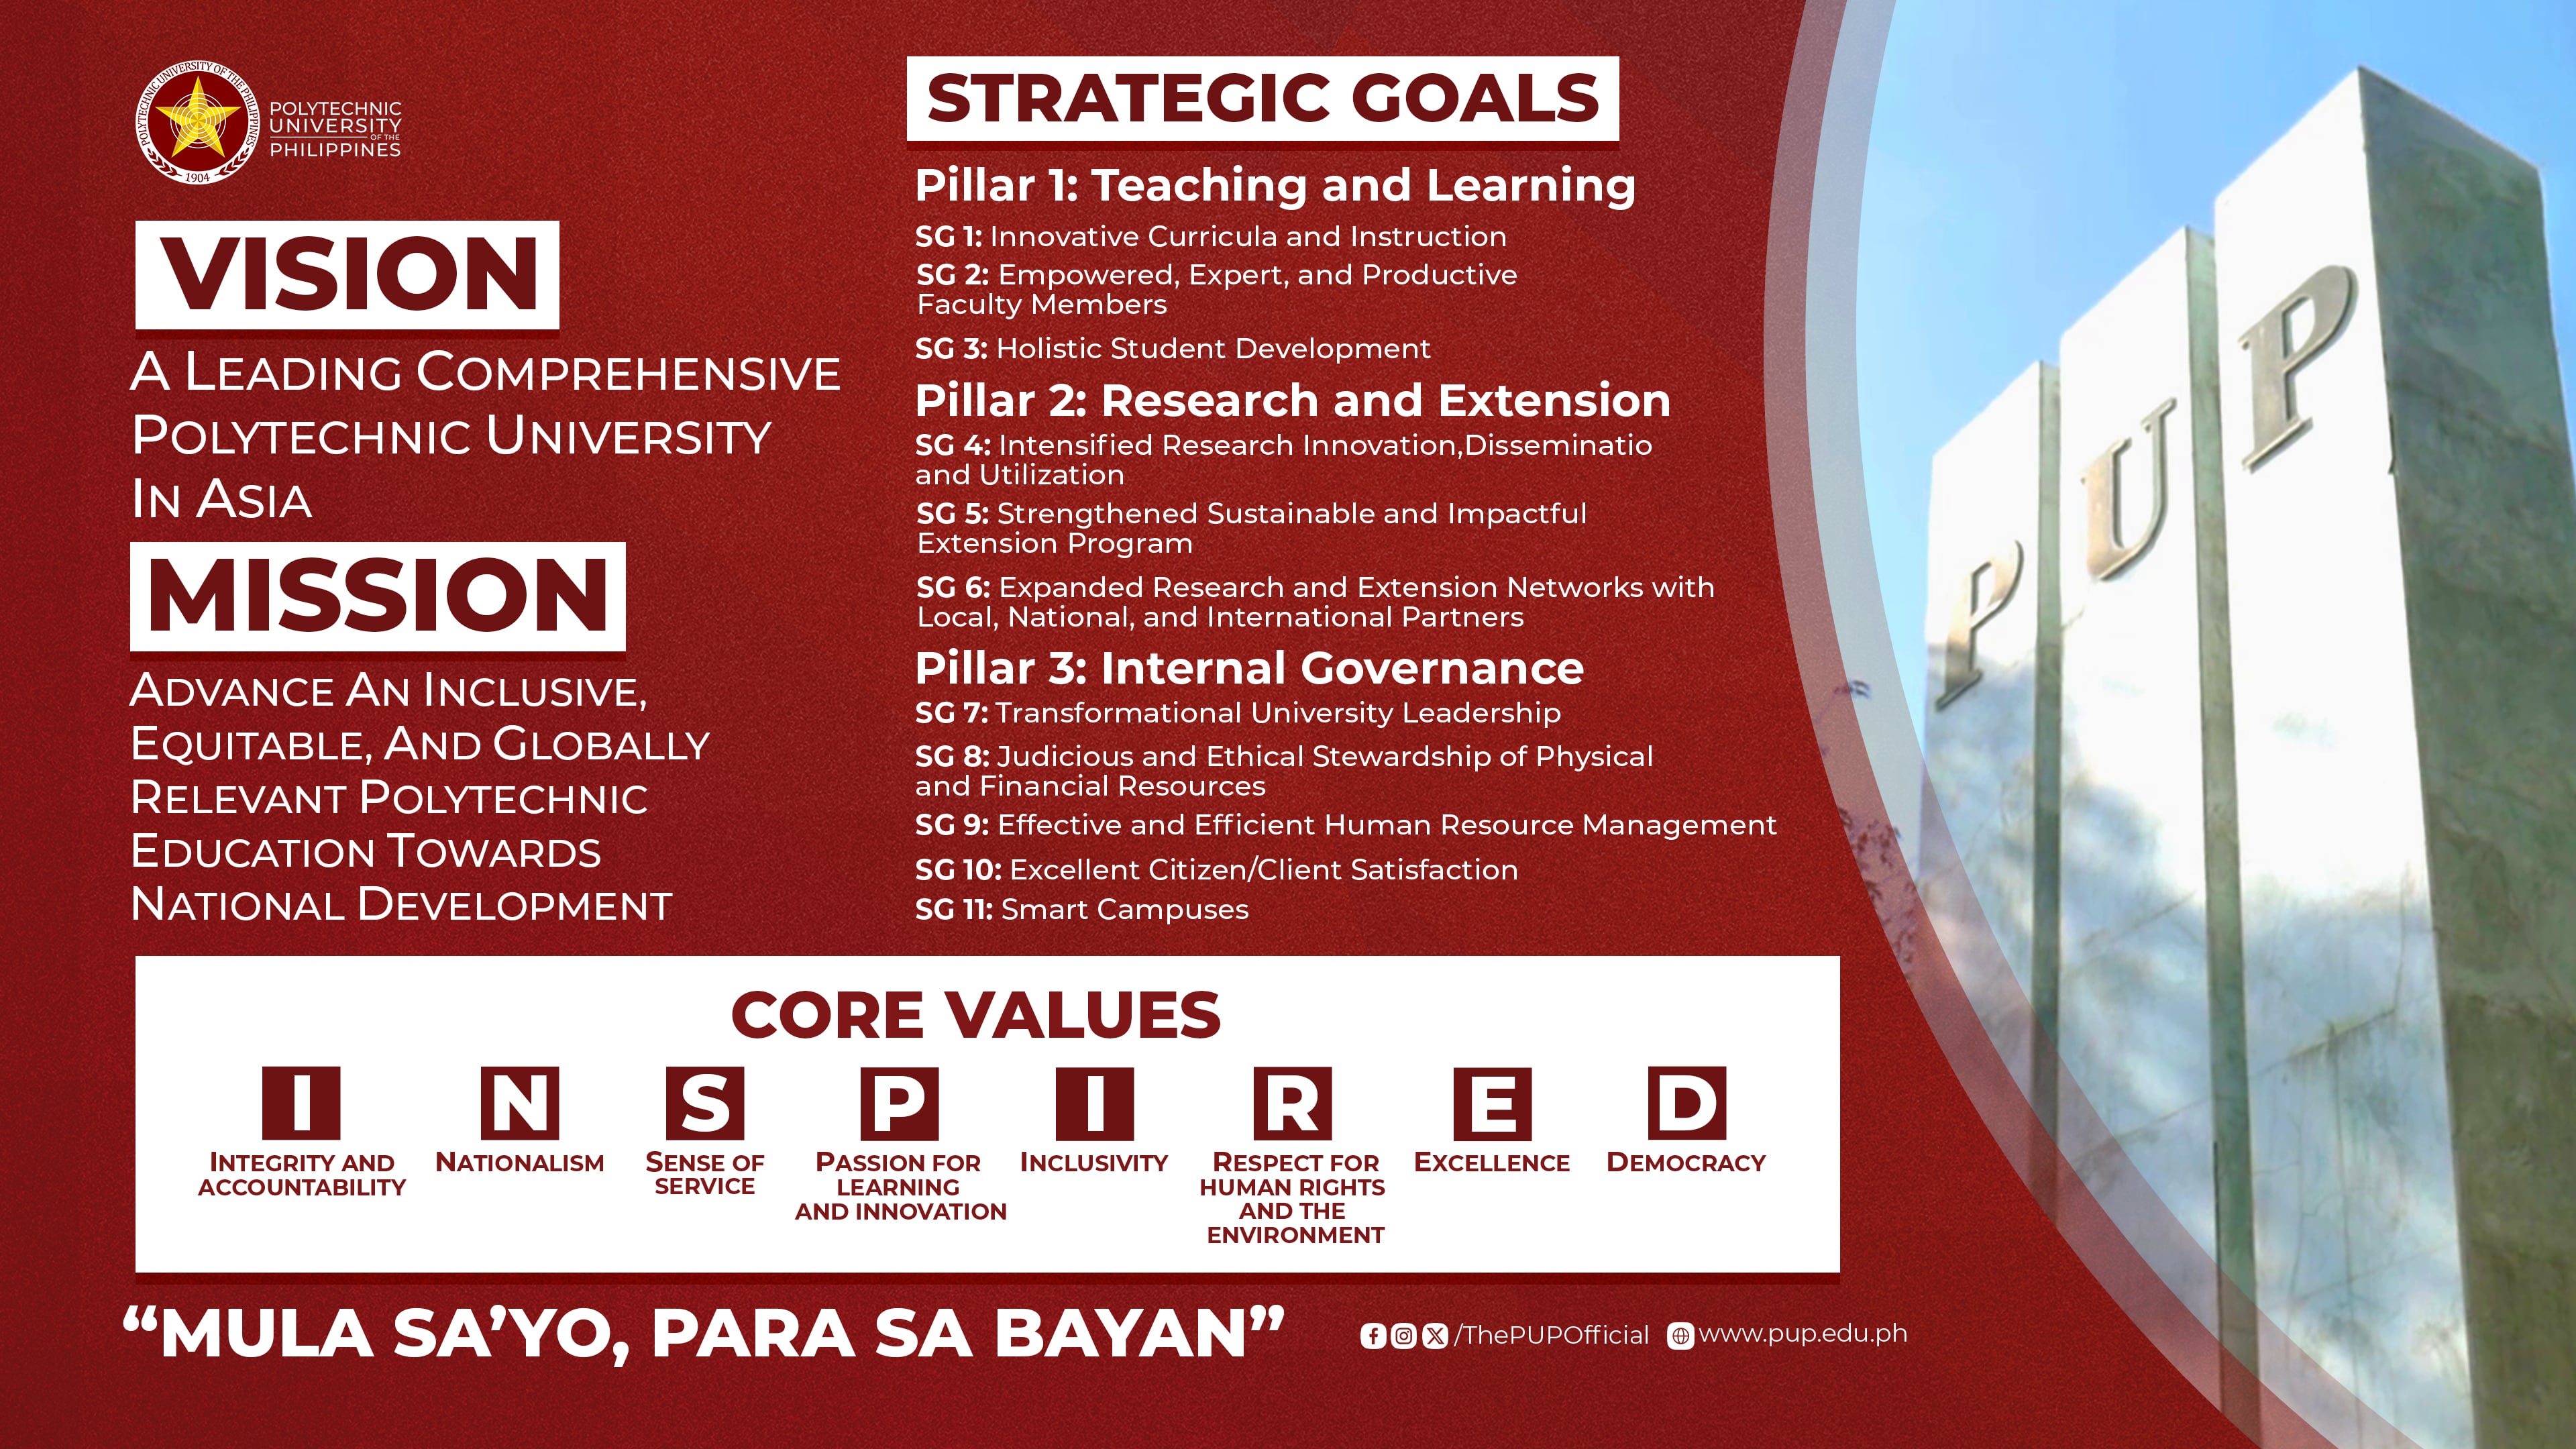 POLYTECHNIC UNIVERSITY OF THE PHILIPPINES
1904
POLYTECHNIC
UNIVERSITY
OF THE
PHILIPPINES
VISION
A LEADING COMPREHENSIVE
POLYTECHNIC UNIVERSITY
IN ASIA
MISSION
ADVANCE AN INCLUSIVE,
EQUITABLE, AND GLOBALLY
RELEVANT POLYTECHNIC
EDUCATION TOWARDS
NATIONAL DEVELOPMENT
STRATEGIC GOALS
Pillar 1: Teaching and Learning
SG 1: Innovative Curricula and Instruction
SG 2: Empowered, Expert, and Productive
Faculty Members
SG 3: Holistic Student Development
Pillar 2: Research and Extension
SG 4: Intensified Research Innovation,Disseminatio
and Utilization
SG 5: Strengthened Sustainable and Impactful
Extension Program
SG 6: Expanded Research and Extension Networks with
Local, National, and International Partners
Pillar 3: Internal Governance
SG 7: Transformational University Leadership
SG 8: Judicious and Ethical Stewardship of Physical
and Financial Resources
SG 9: Effective and Efficient Human Resource Management
SG 10: Excellent Citizen/Client Satisfaction
SG 11: Smart Campuses
P U P
CORE VALUES
I
INTEGRITY AND
ACCOUNTABILITY
N
NATIONALISM
S
SENSE OF
SERVICE
P
PASSION FOR
LEARNING
AND INNOVATION
I
INCLUSIVITY
R
RESPECT FOR
HUMAN RIGHTS
AND THE
ENVIRONMENT
E
EXCELLENCE
D
DEMOCRACY
“MULA SA’YO, PARA SA BAYAN”
/ThePUPOfficial
www.pup.edu.ph